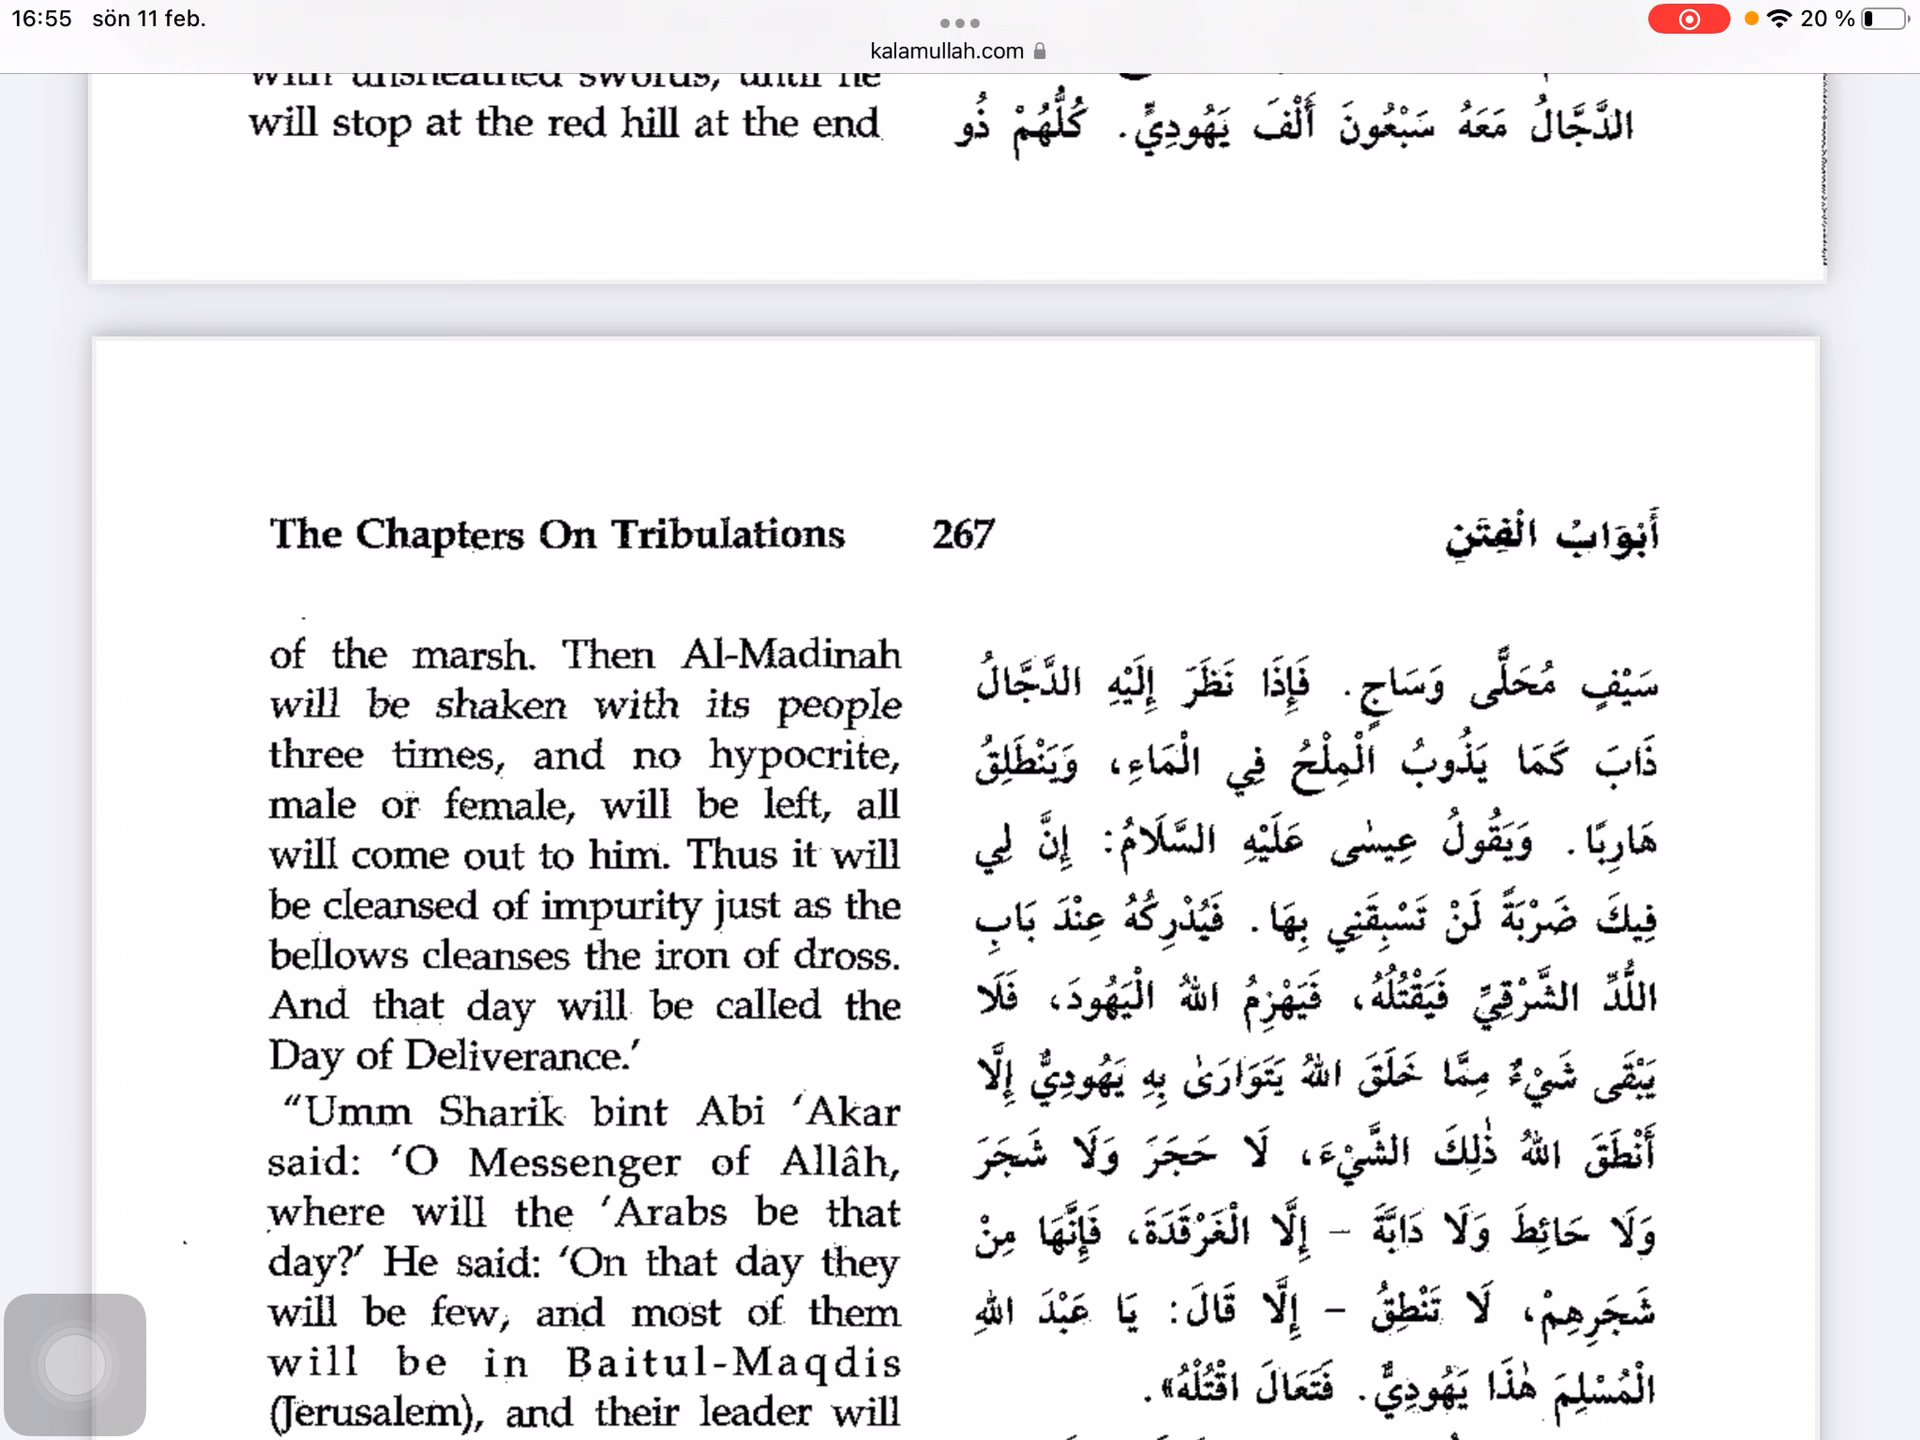 16:55 sön 11 feb.
20 %
kalamullah.com
with unsheathed swords, until he
will stop at the red hill at the end
الدَّجَّالُ مَعَهُ سَبْعُونَ أَلْفَ يَهُودِيٍّ. كُلُّهُمْ ذُو
The Chapters On Tribulations 267 أَبْوَابُ الْفِتَنِ
of the marsh. Then Al-Madinah
will be shaken with its people
three times, and no hypocrite,
male or female, will be left, all
will come out to him. Thus it will
be cleansed of impurity just as the
bellows cleanses the iron of dross.
And that day will be called the
Day of Deliverance.’
“Umm Sharik bint Abi ‘Akar
said: ‘O Messenger of Allâh,
where will the ‘Arabs be that
day?’ He said: ‘On that day they
will be few, and most of them
will be in Baitul-Maqdis
(Jerusalem), and their leader will
سَيْفٍ مُحَلًّى وَسَاجٍ. فَإِذَا نَظَرَ إِلَيْهِ الدَّجَّالُ
ذَابَ كَمَا يَذُوبُ الْمِلْحُ فِي الْمَاءِ، وَيَنْطَلِقُ
هَارِبًا. وَيَقُولُ عِيسٰى عَلَيْهِ السَّلَامُ: إِنَّ لِي
فِيكَ ضَرْبَةً لَنْ تَسْبِقَنِي بِهَا. فَيُدْرِكُهُ عِنْدَ بَابِ
اللُّدِّ الشَّرْقِيِّ فَيَقْتُلُهُ، فَيَهْزِمُ اللهُ الْيَهُودَ، فَلَا
يَبْقَى شَيْءٌ مِمَّا خَلَقَ اللهُ يَتَوَارَىٰ بِهِ يَهُودِيٌّ إِلَّا
أَنْطَقَ اللهُ ذٰلِكَ الشَّيْءَ، لَا حَجَرَ وَلَا شَجَرَ
وَلَا حَائِطَ وَلَا دَابَّةَ – إِلَّا الْغَرْقَدَةَ، فَإِنَّهَا مِنْ
شَجَرِهِمْ، لَا تَنْطِقُ – إِلَّا قَالَ: يَا عَبْدَ اللهِ
الْمُسْلِمَ هٰذَا يَهُودِيٌّ. فَتَعَالَ اقْتُلْهُ».